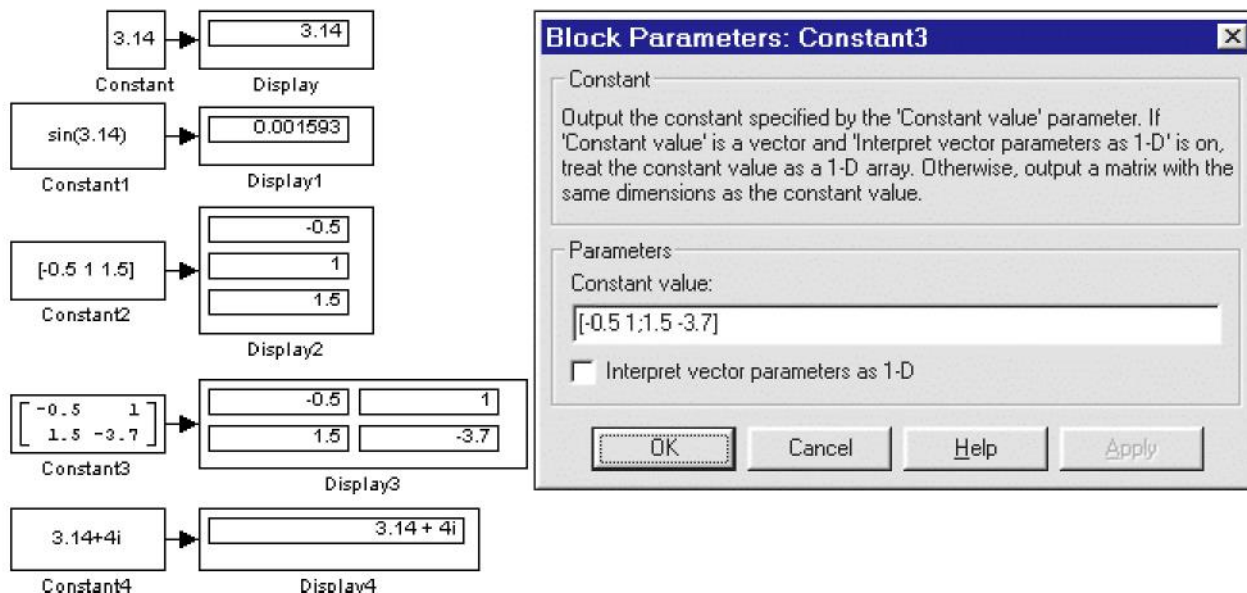 3.14
3.14
Constant
Display
sin(3.14)
0.001593
Constant1
Display1
[-0.5 1 1.5]
-0.5
1
1.5
Constant2
Display2
-0.5 1
1.5 -3.7
-0.5
1
1.5
-3.7
Constant3
Display3
3.14+4i
3.14 + 4i
Constant4
Display4
Block Parameters: Constant3
Constant
Output the constant specified by the 'Constant value' parameter. If
'Constant value' is a vector and 'Interpret vector parameters as 1-D' is on,
treat the constant value as a 1-D array. Otherwise, output a matrix with the
same dimensions as the constant value.
Parameters
Constant value:
[-0.5 1;1.5 -3.7]
Interpret vector parameters as 1-D
OK
Cancel
Help
Apply